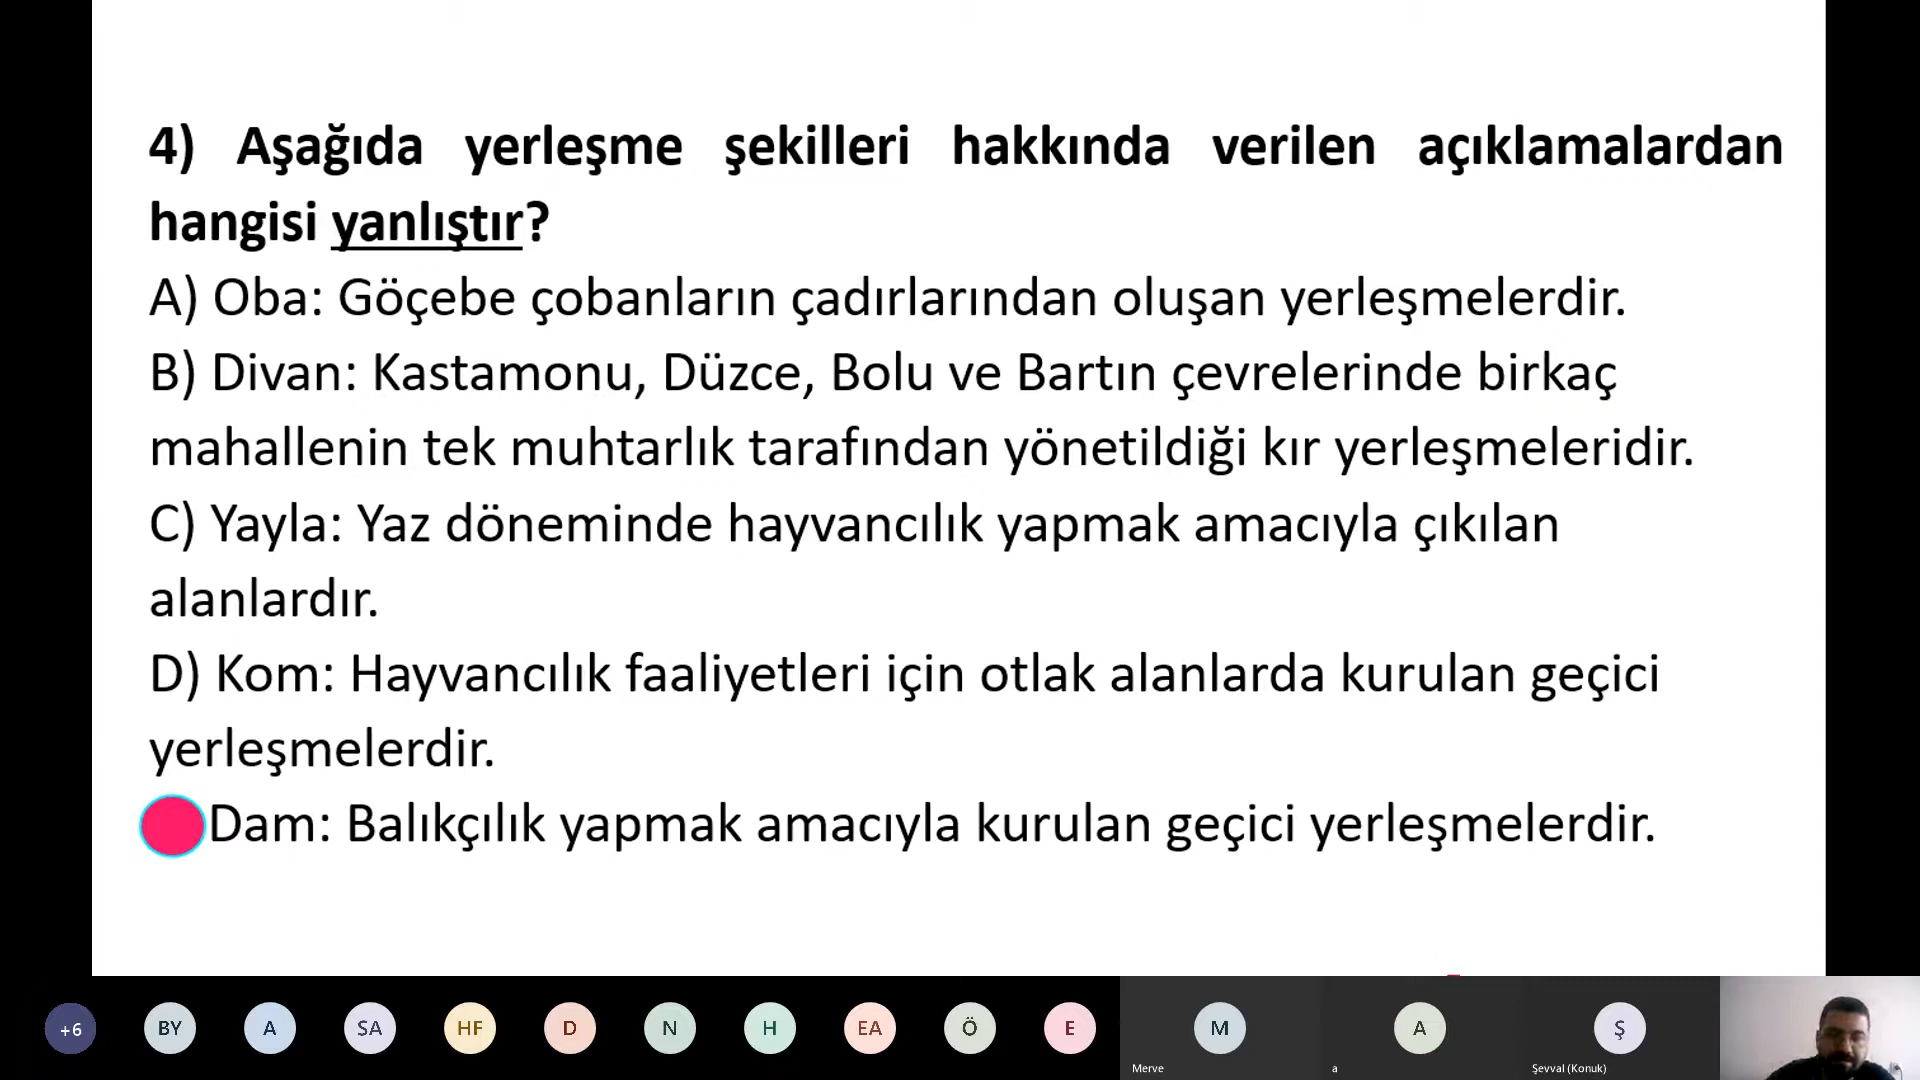 4) Aşağıda yerleşme şekilleri hakkında verilen açıklamalardan
hangisi yanlıştır?
A) Oba: Göçebe çobanların çadırlarından oluşan yerleşmelerdir.
B) Divan: Kastamonu, Düzce, Bolu ve Bartın çevrelerinde birkaç
mahallenin tek muhtarlık tarafından yönetildiği kır yerleşmeleridir.
C) Yayla: Yaz döneminde hayvancılık yapmak amacıyla çıkılan
alanlardır.
D) Kom: Hayvancılık faaliyetleri için otlak alanlarda kurulan geçici
yerleşmelerdir.
Dam: Balıkçılık yapmak amacıyla kurulan geçici yerleşmelerdir.
+6 BY A SA HF D N H EA Ö E M A Ş
Merve a Şevval (Konuk)